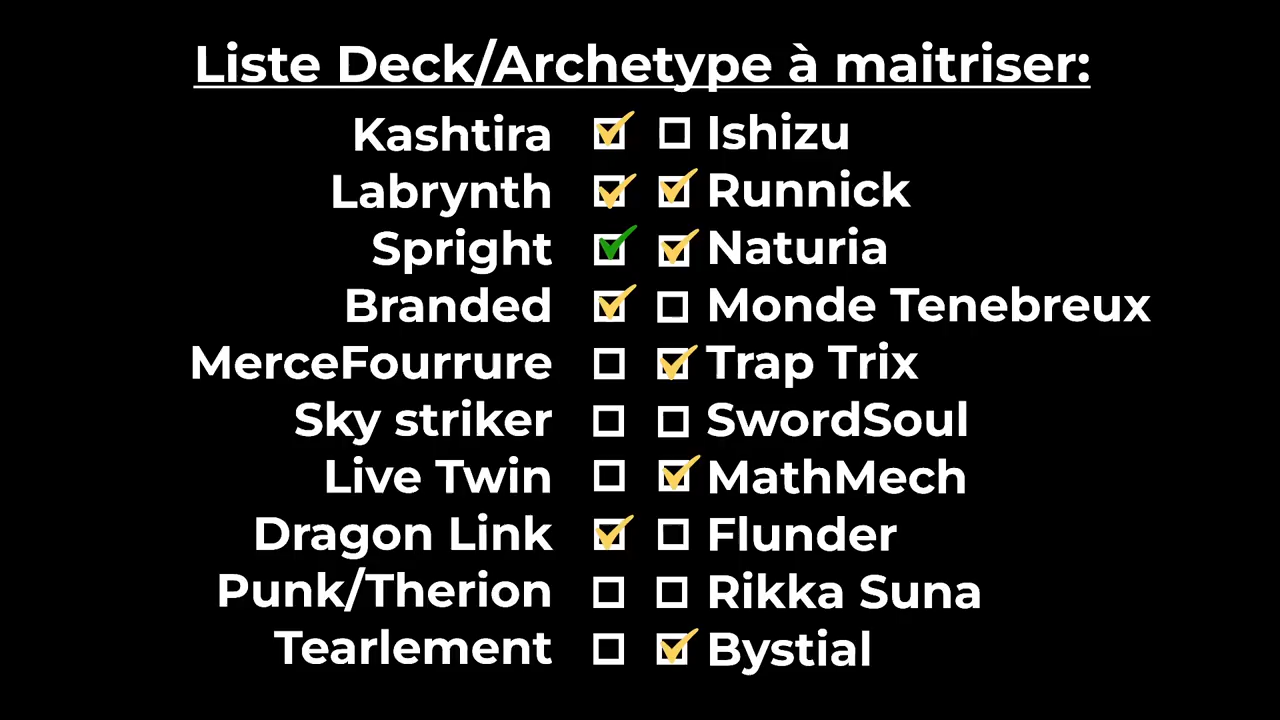 Liste Deck/Archetype à maitriser:
Kashtira Ishizu
Labrynth Runnick
Spright Naturia
Branded Monde Tenebreux
MerceFourrure Trap Trix
Sky striker SwordSoul
Live Twin MathMech
Dragon Link Flunder
Punk/Therion Rikka Suna
Tearlement Bystial